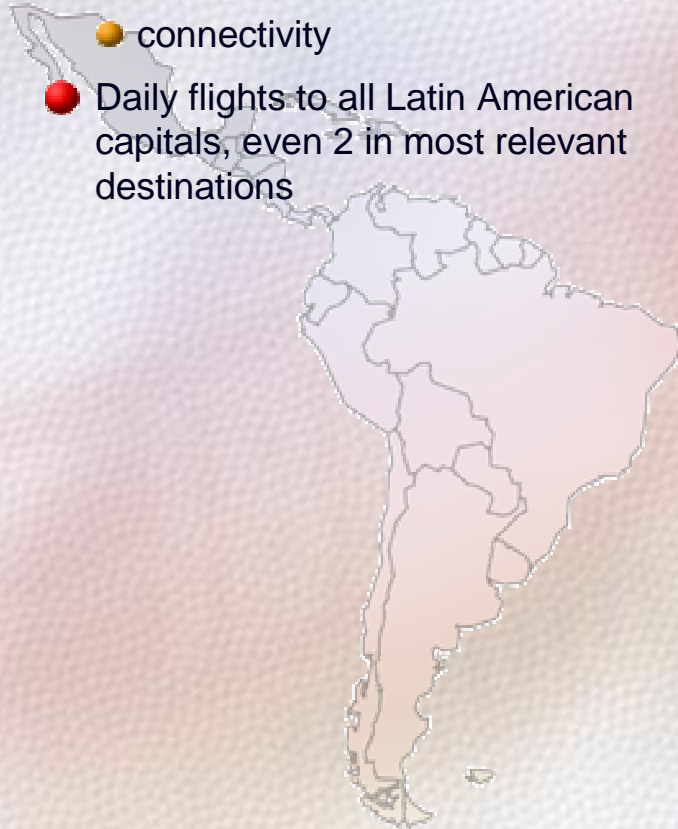 connectivity
Daily flights to all Latin American
capitals, even 2 in most relevant
destinations